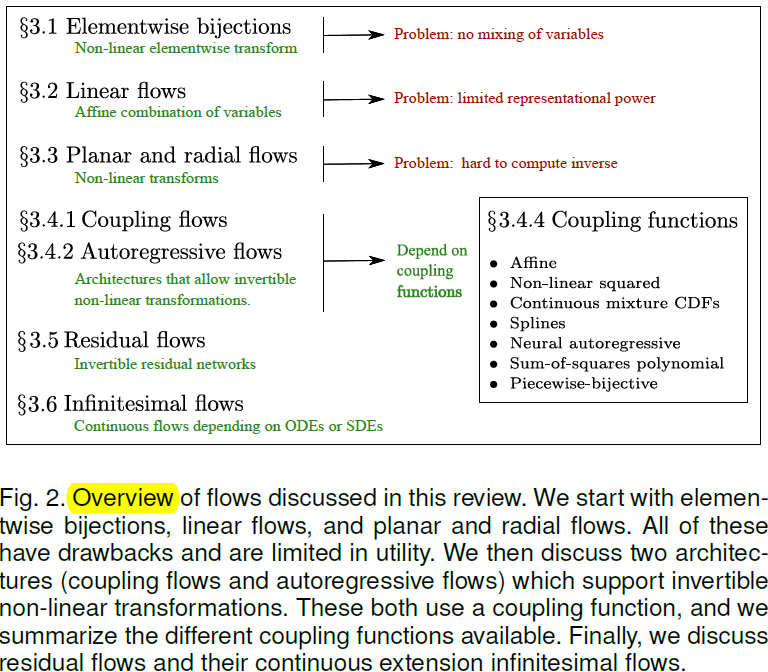 §3.1 Elementwise bijections
Non-linear elementwise transform
Problem: no mixing of variables
§3.2 Linear flows
Affine combination of variables
Problem: limited representational power
§3.3 Planar and radial flows
Non-linear transforms
Problem: hard to compute inverse
§3.4.1 Coupling flows
§3.4.2 Autoregressive flows
Architectures that allow invertible
non-linear transformations.
Depend on
coupling
functions
§3.4.4 Coupling functions
● Affine
● Non-linear squared
● Continuous mixture CDFs
● Splines
● Neural autoregressive
● Sum-of-squares polynomial
● Piecewise-bijective
§3.5 Residual flows
Invertible residual networks
§3.6 Infinitesimal flows
Continuous flows depending on ODEs or SDEs
Fig. 2. Overview of flows discussed in this review. We start with elemen-
twise bijections, linear flows, and planar and radial flows. All of these
have drawbacks and are limited in utility. We then discuss two architec-
tures (coupling flows and autoregressive flows) which support invertible
non-linear transformations. These both use a coupling function, and we
summarize the different coupling functions available. Finally, we discuss
residual flows and their continuous extension infinitesimal flows.